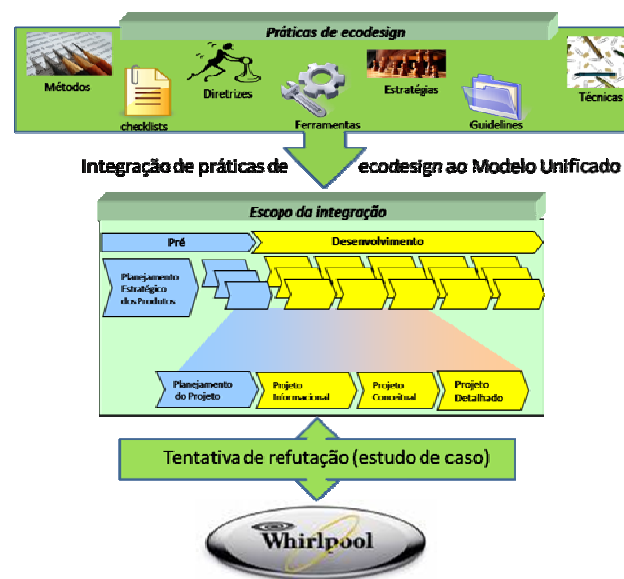 Práticas de ecodesign
Métodos
checklists
Diretrizes
Ferramentas
Estratégias
Guidelines
Técnicas
Integração de práticas de ecodesign ao Modelo Unificado
Escopo da integração
Pré
Desenvolvimento
Planejamento
Estratégico
dos Produtos
Planejamento
do Projeto
Projeto
Informacional
Projeto
Conceitual
Projeto
Detalhado
Tentativa de refutação (estudo de caso)
Whirlpool